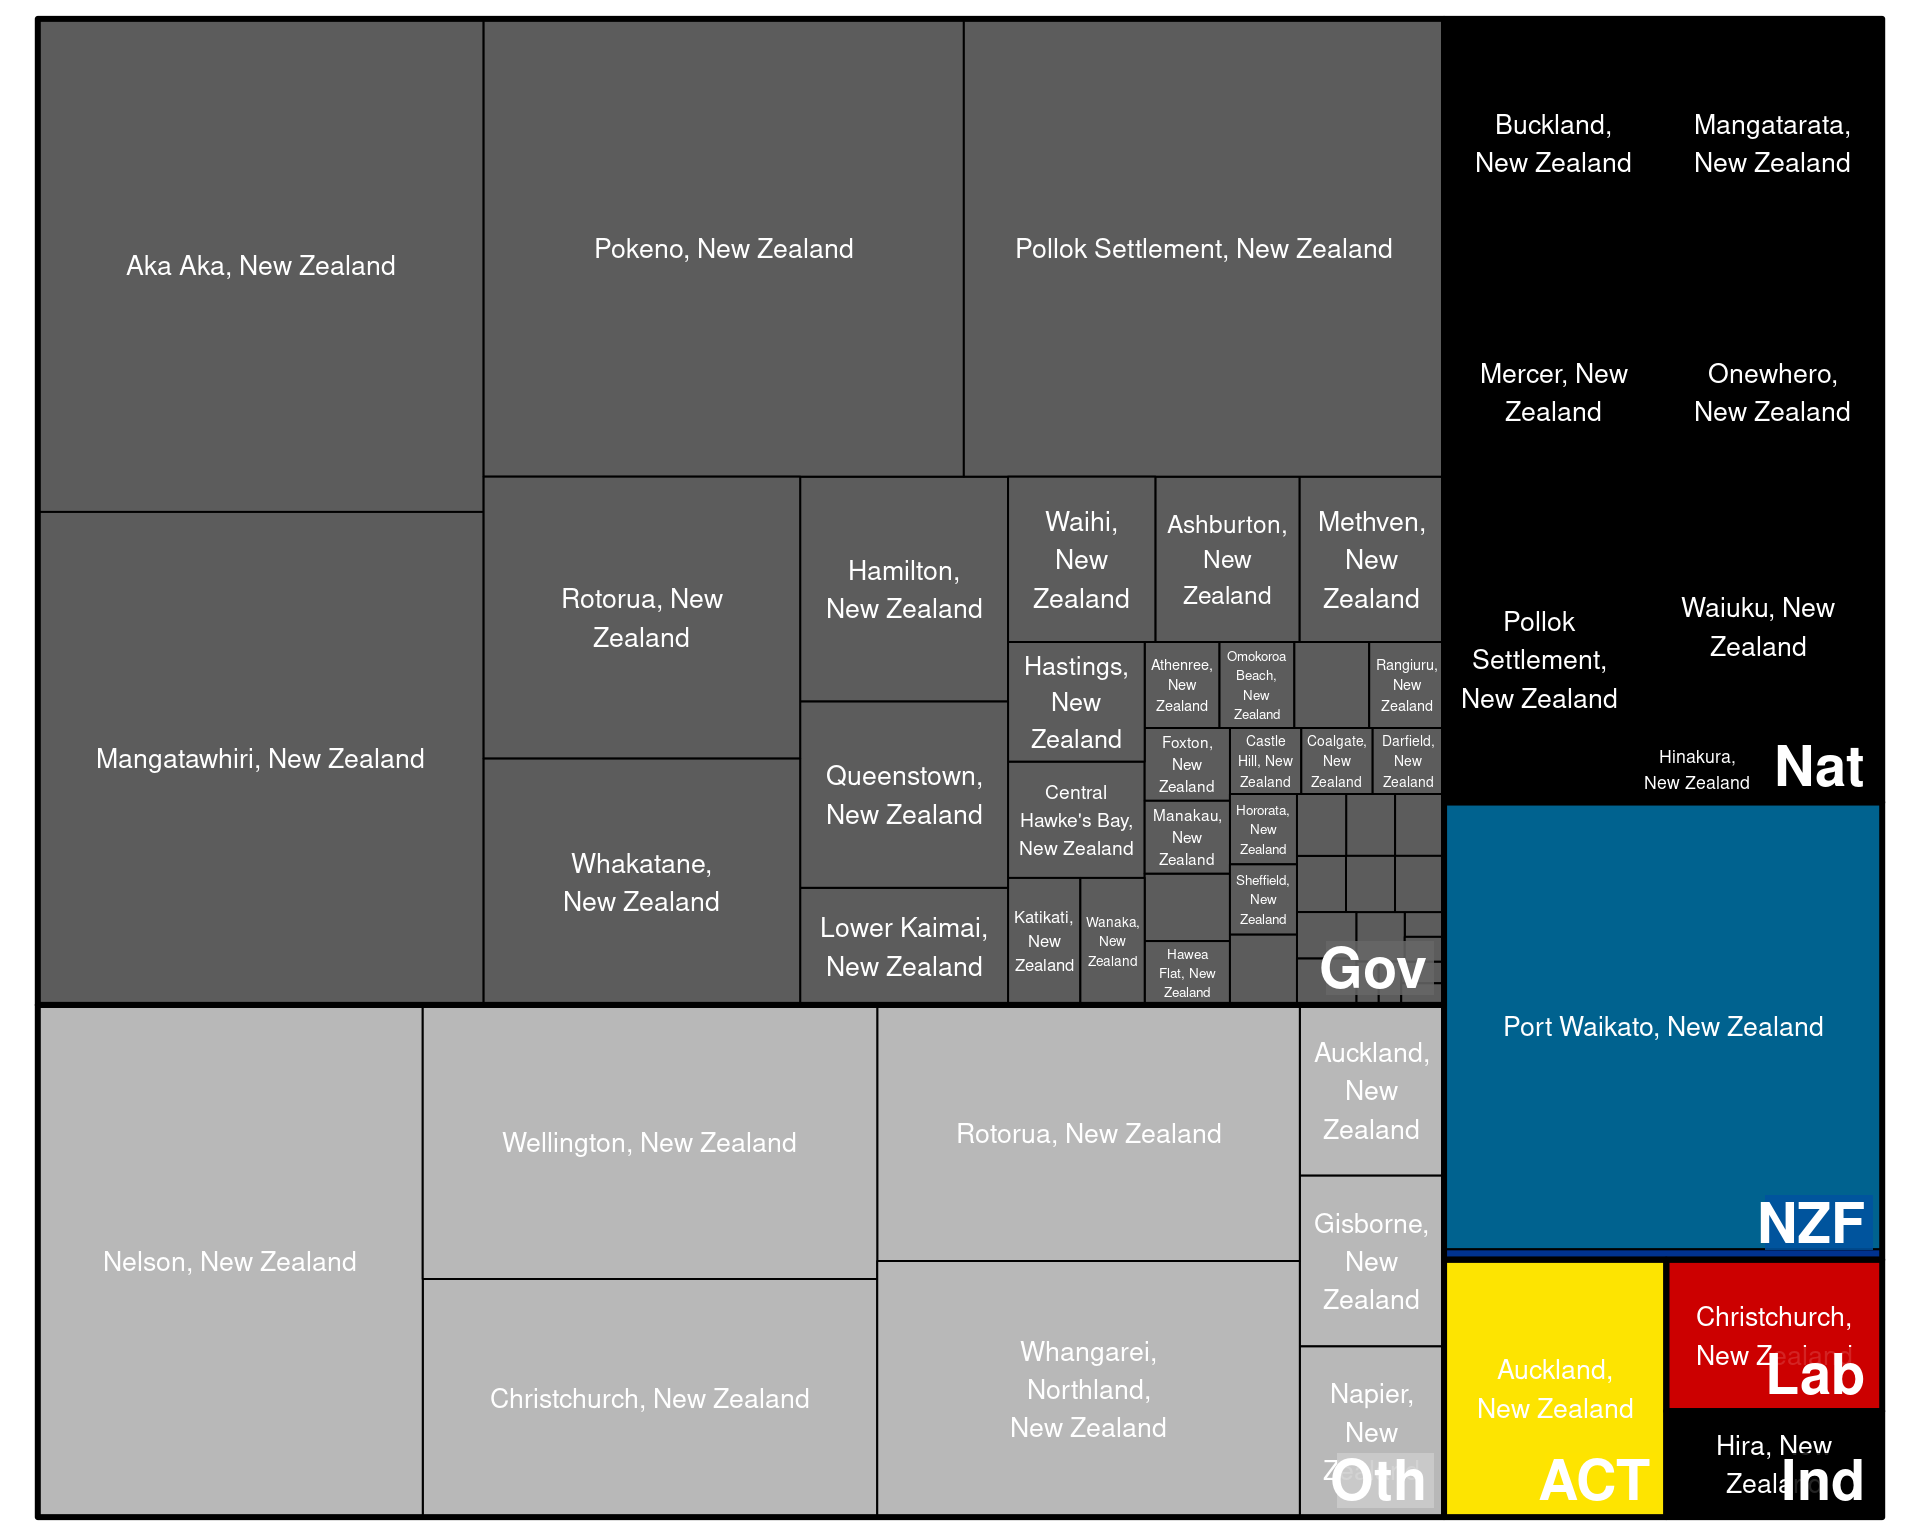 Aka Aka, New Zealand
Mangatawhiri, New Zealand
Pokeno, New Zealand
Pollok Settlement, New Zealand
Rotorua, New
Zealand
Whakatane,
New Zealand
Hamilton,
New Zealand
Queenstown,
New Zealand
Lower Kaimai,
New Zealand
Waihi,
New
Zealand
Ashburton,
New
Zealand
Methven,
New
Zealand
Hastings,
New
Zealand
Central
Hawke's Bay,
New Zealand
Katikati,
New
Zealand
Wanaka,
New
Zealand
Athenree,
New
Zealand
Omokoroa
Beach,
New
Zealand
Rangiuru,
New
Zealand
Foxton,
New
Zealand
Manakau,
New
Zealand
Hawea
Flat, New
Zealand
Castle
Hill, New
Zealand
Coalgate,
New
Zealand
Darfield,
New
Zealand
Hororata,
New
Zealand
Sheffield,
New
Zealand
Gov
Nelson, New Zealand
Wellington, New Zealand
Christchurch, New Zealand
Rotorua, New Zealand
Whangarei,
Northland,
New Zealand
Auckland,
New
Zealand
Gisborne,
New
Zealand
Napier,
New
Zealand
Oth
Buckland,
New Zealand
Mangatarata,
New Zealand
Mercer, New
Zealand
Onewhero,
New Zealand
Pollok
Settlement,
New Zealand
Waiuku, New
Zealand
Hinakura,
New Zealand
Nat
Port Waikato, New Zealand
NZF
Auckland,
New Zealand
ACT
Christchurch,
New Zealand
Lab
Hira, New
Zealand
Ind